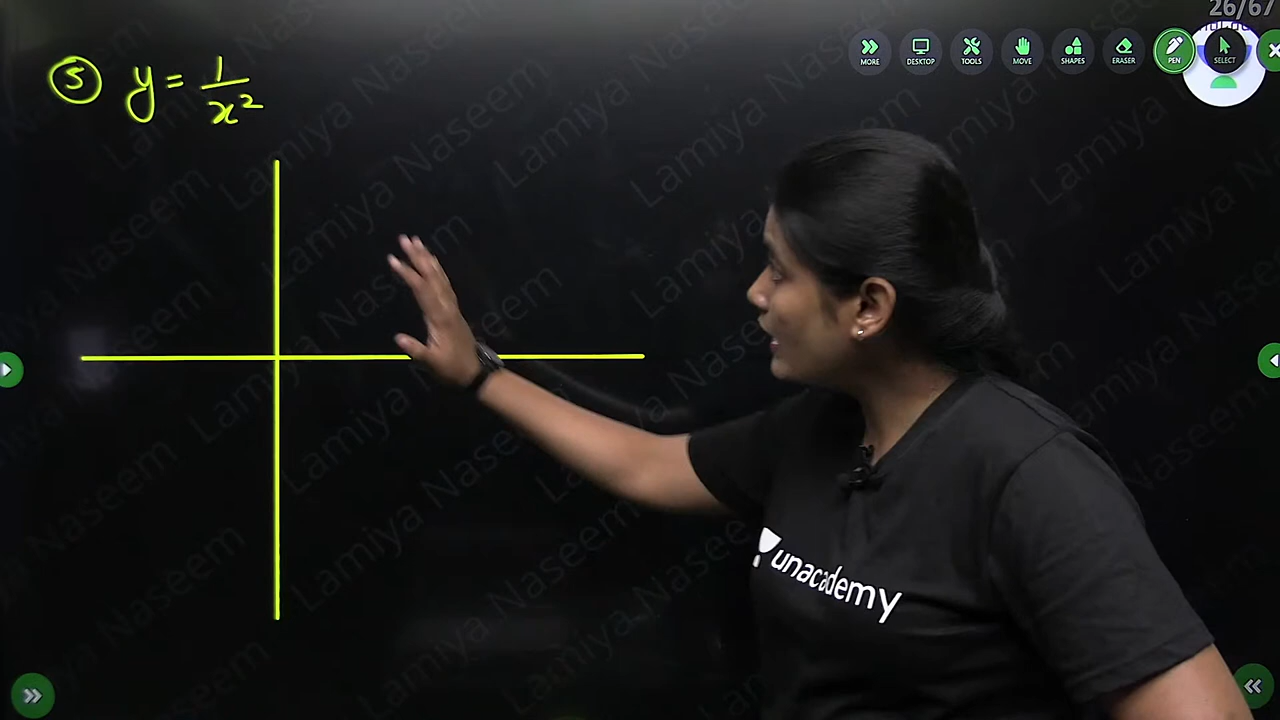 26/67
MORE DESKTOP TOOLS MOVE SHAPES ERASER PEN SELECT
⑤ y = 1/x²
unacademy
Lamiya Naseem